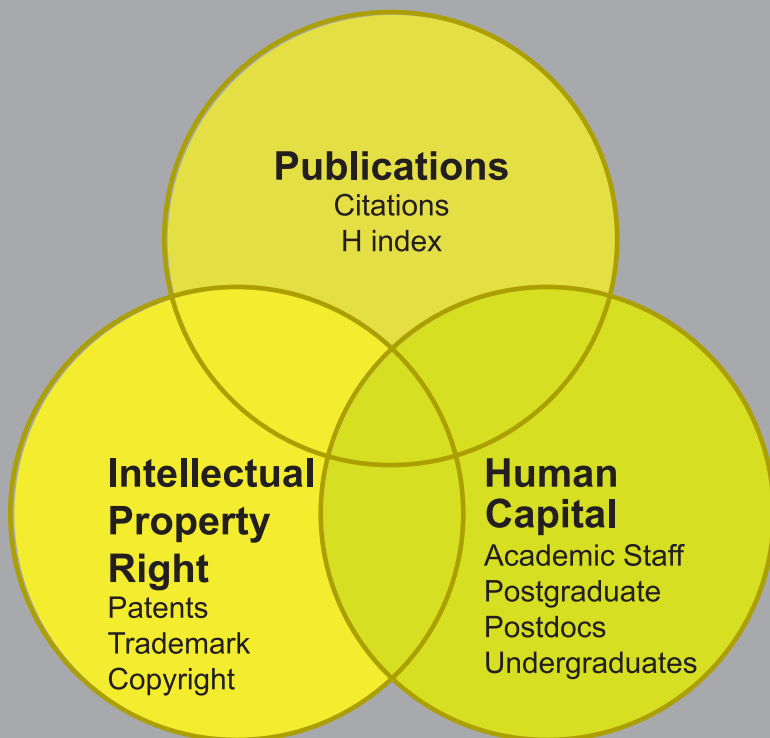 Publications
Citations
H index
Intellectual
Property
Right
Patents
Trademark
Copyright
Human
Capital
Academic Staff
Postgraduate
Postdocs
Undergraduates